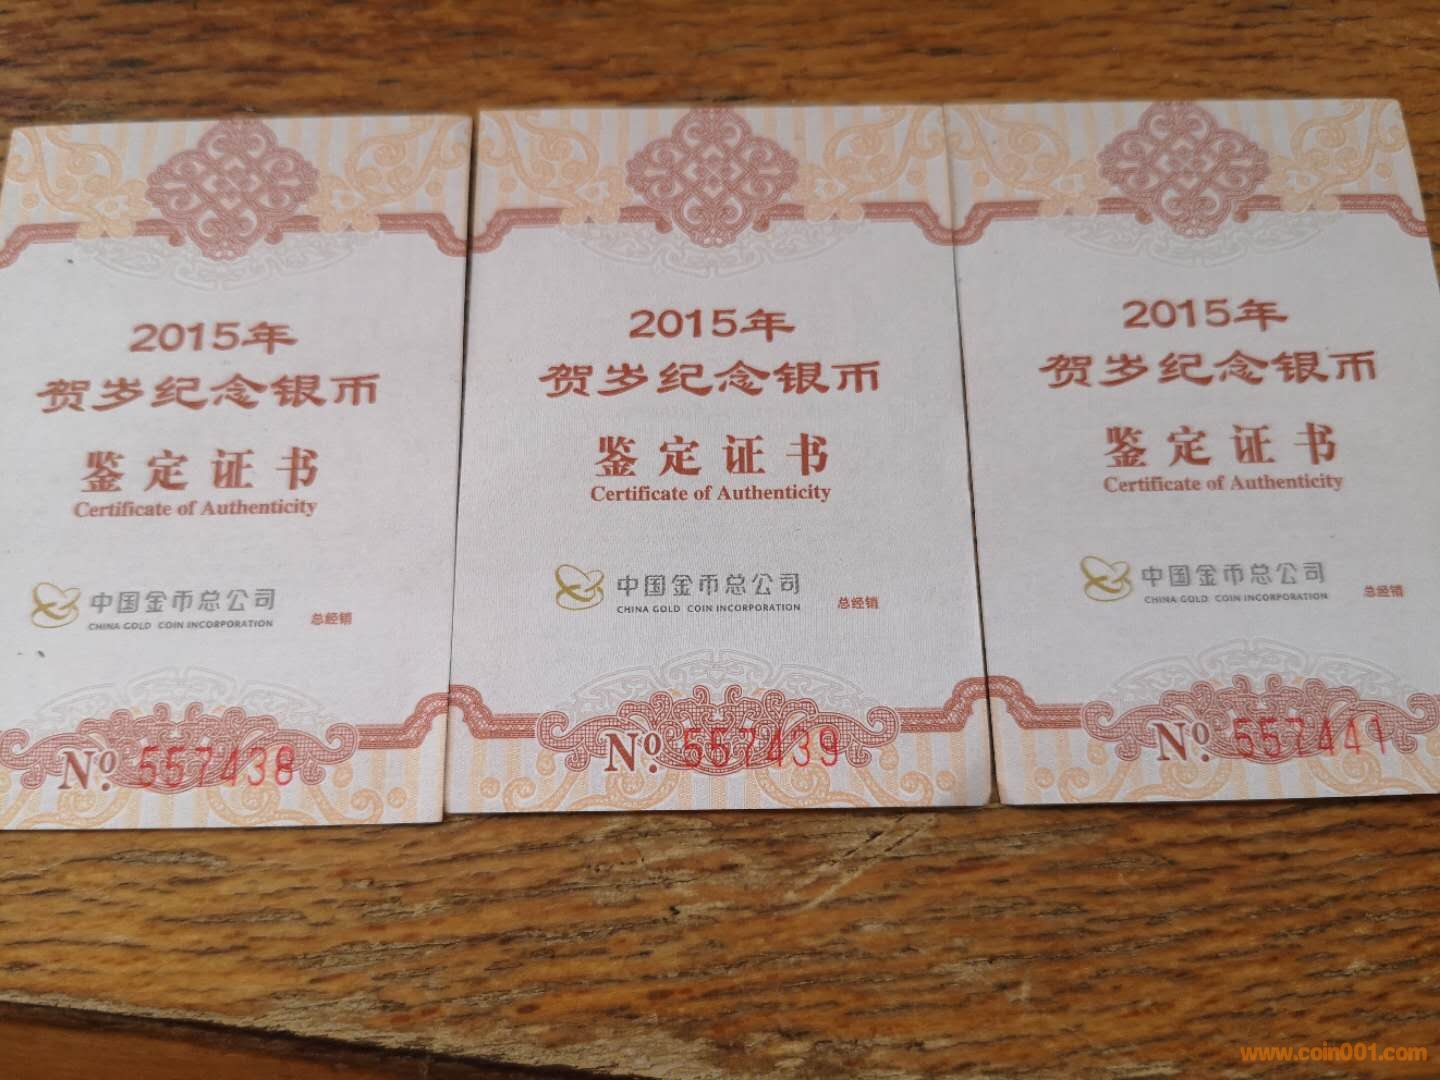 2015年
贺岁纪念银币
鉴定证书
Certificate of Authenticity
中国金币总公司
CHINA GOLD COIN INCORPORATION
总经销
Nº. 557438
2015年
贺岁纪念银币
鉴定证书
Certificate of Authenticity
中国金币总公司
CHINA GOLD COIN INCORPORATION
总经销
Nº. 557439
2015年
贺岁纪念银币
鉴定证书
Certificate of Authenticity
中国金币总公司
CHINA GOLD COIN INCORPORATION
总经销
Nº. 557441
www.coin001.com